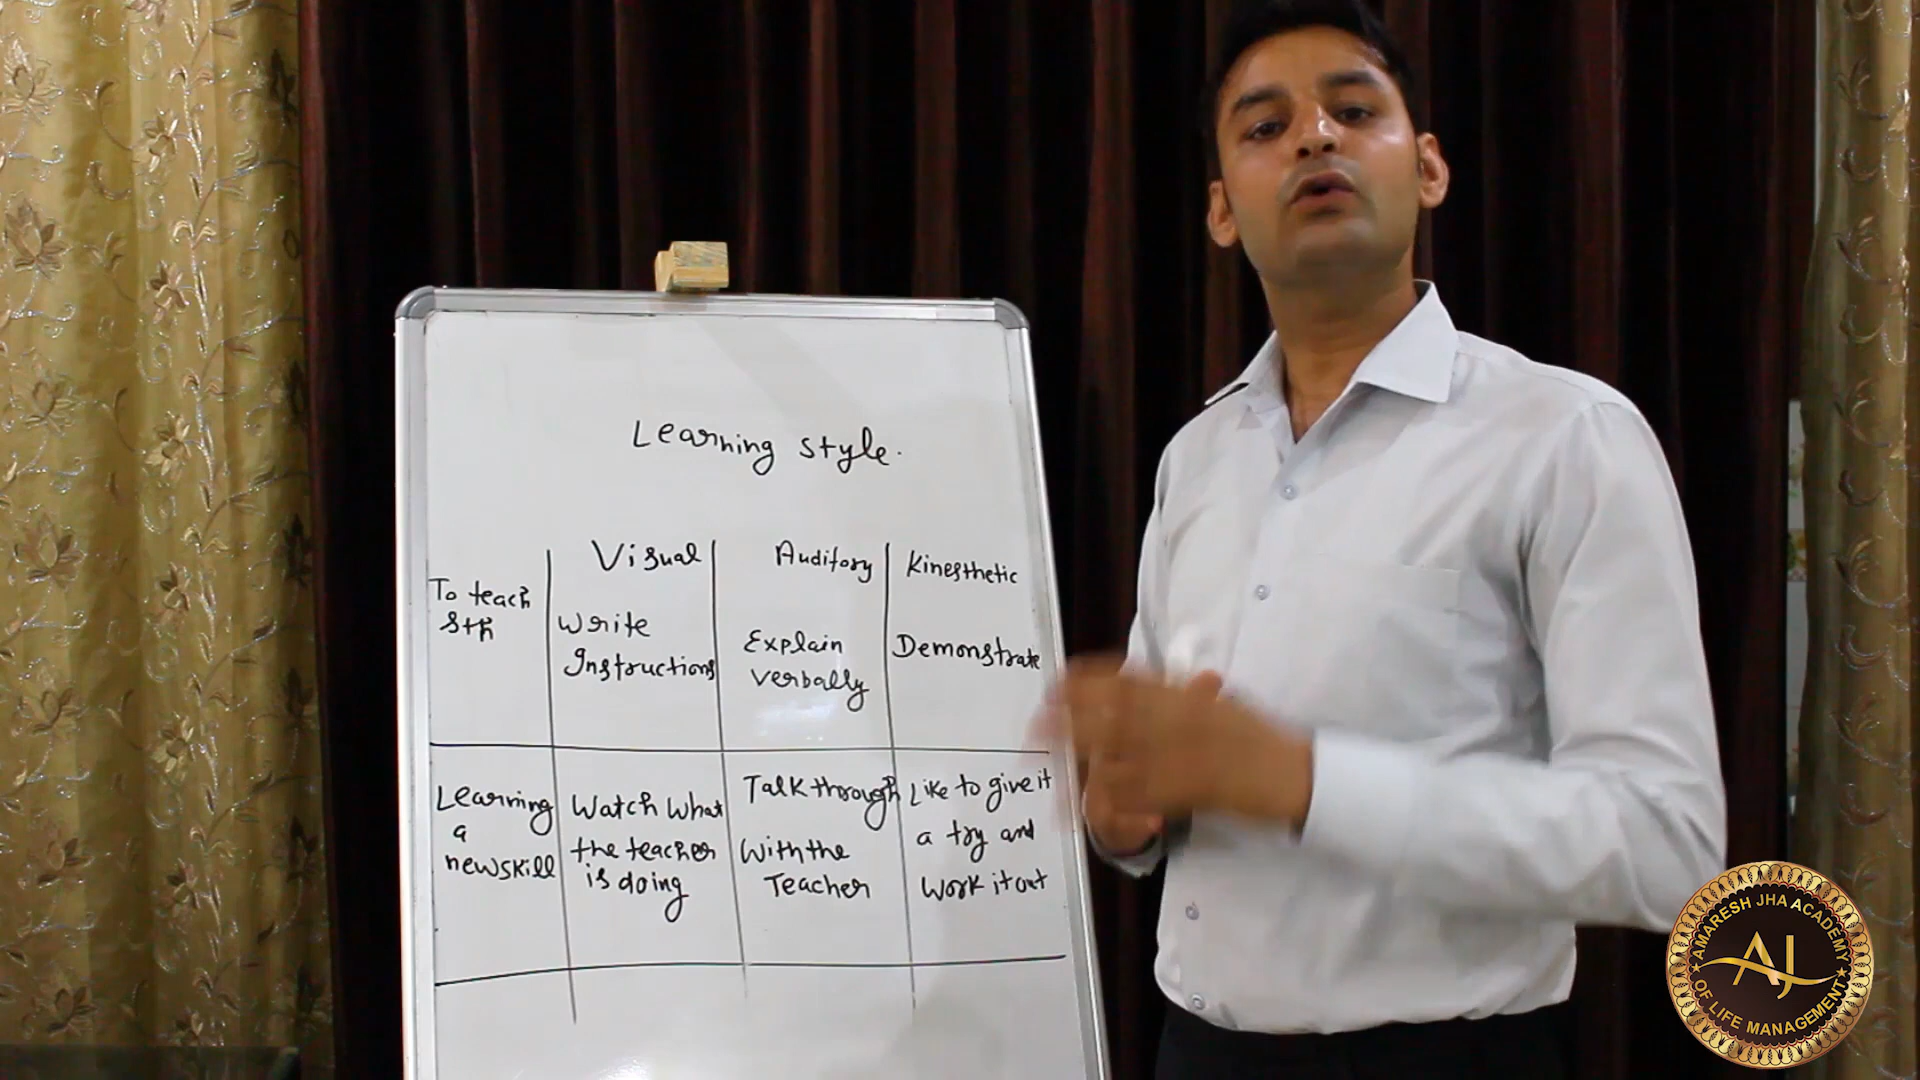 Learning style.
Visual
Auditory
Kinesthetic
To teach
sth
Write
Instructions
Explain
verbally
Demonstrate
Learning
a
new skill
Watch what
the teacher
is doing
Talk through
with the
Teacher
Like to give it
a try and
work it out
AMARESH JHA ACADEMY
AJ
OF LIFE MANAGEMENT